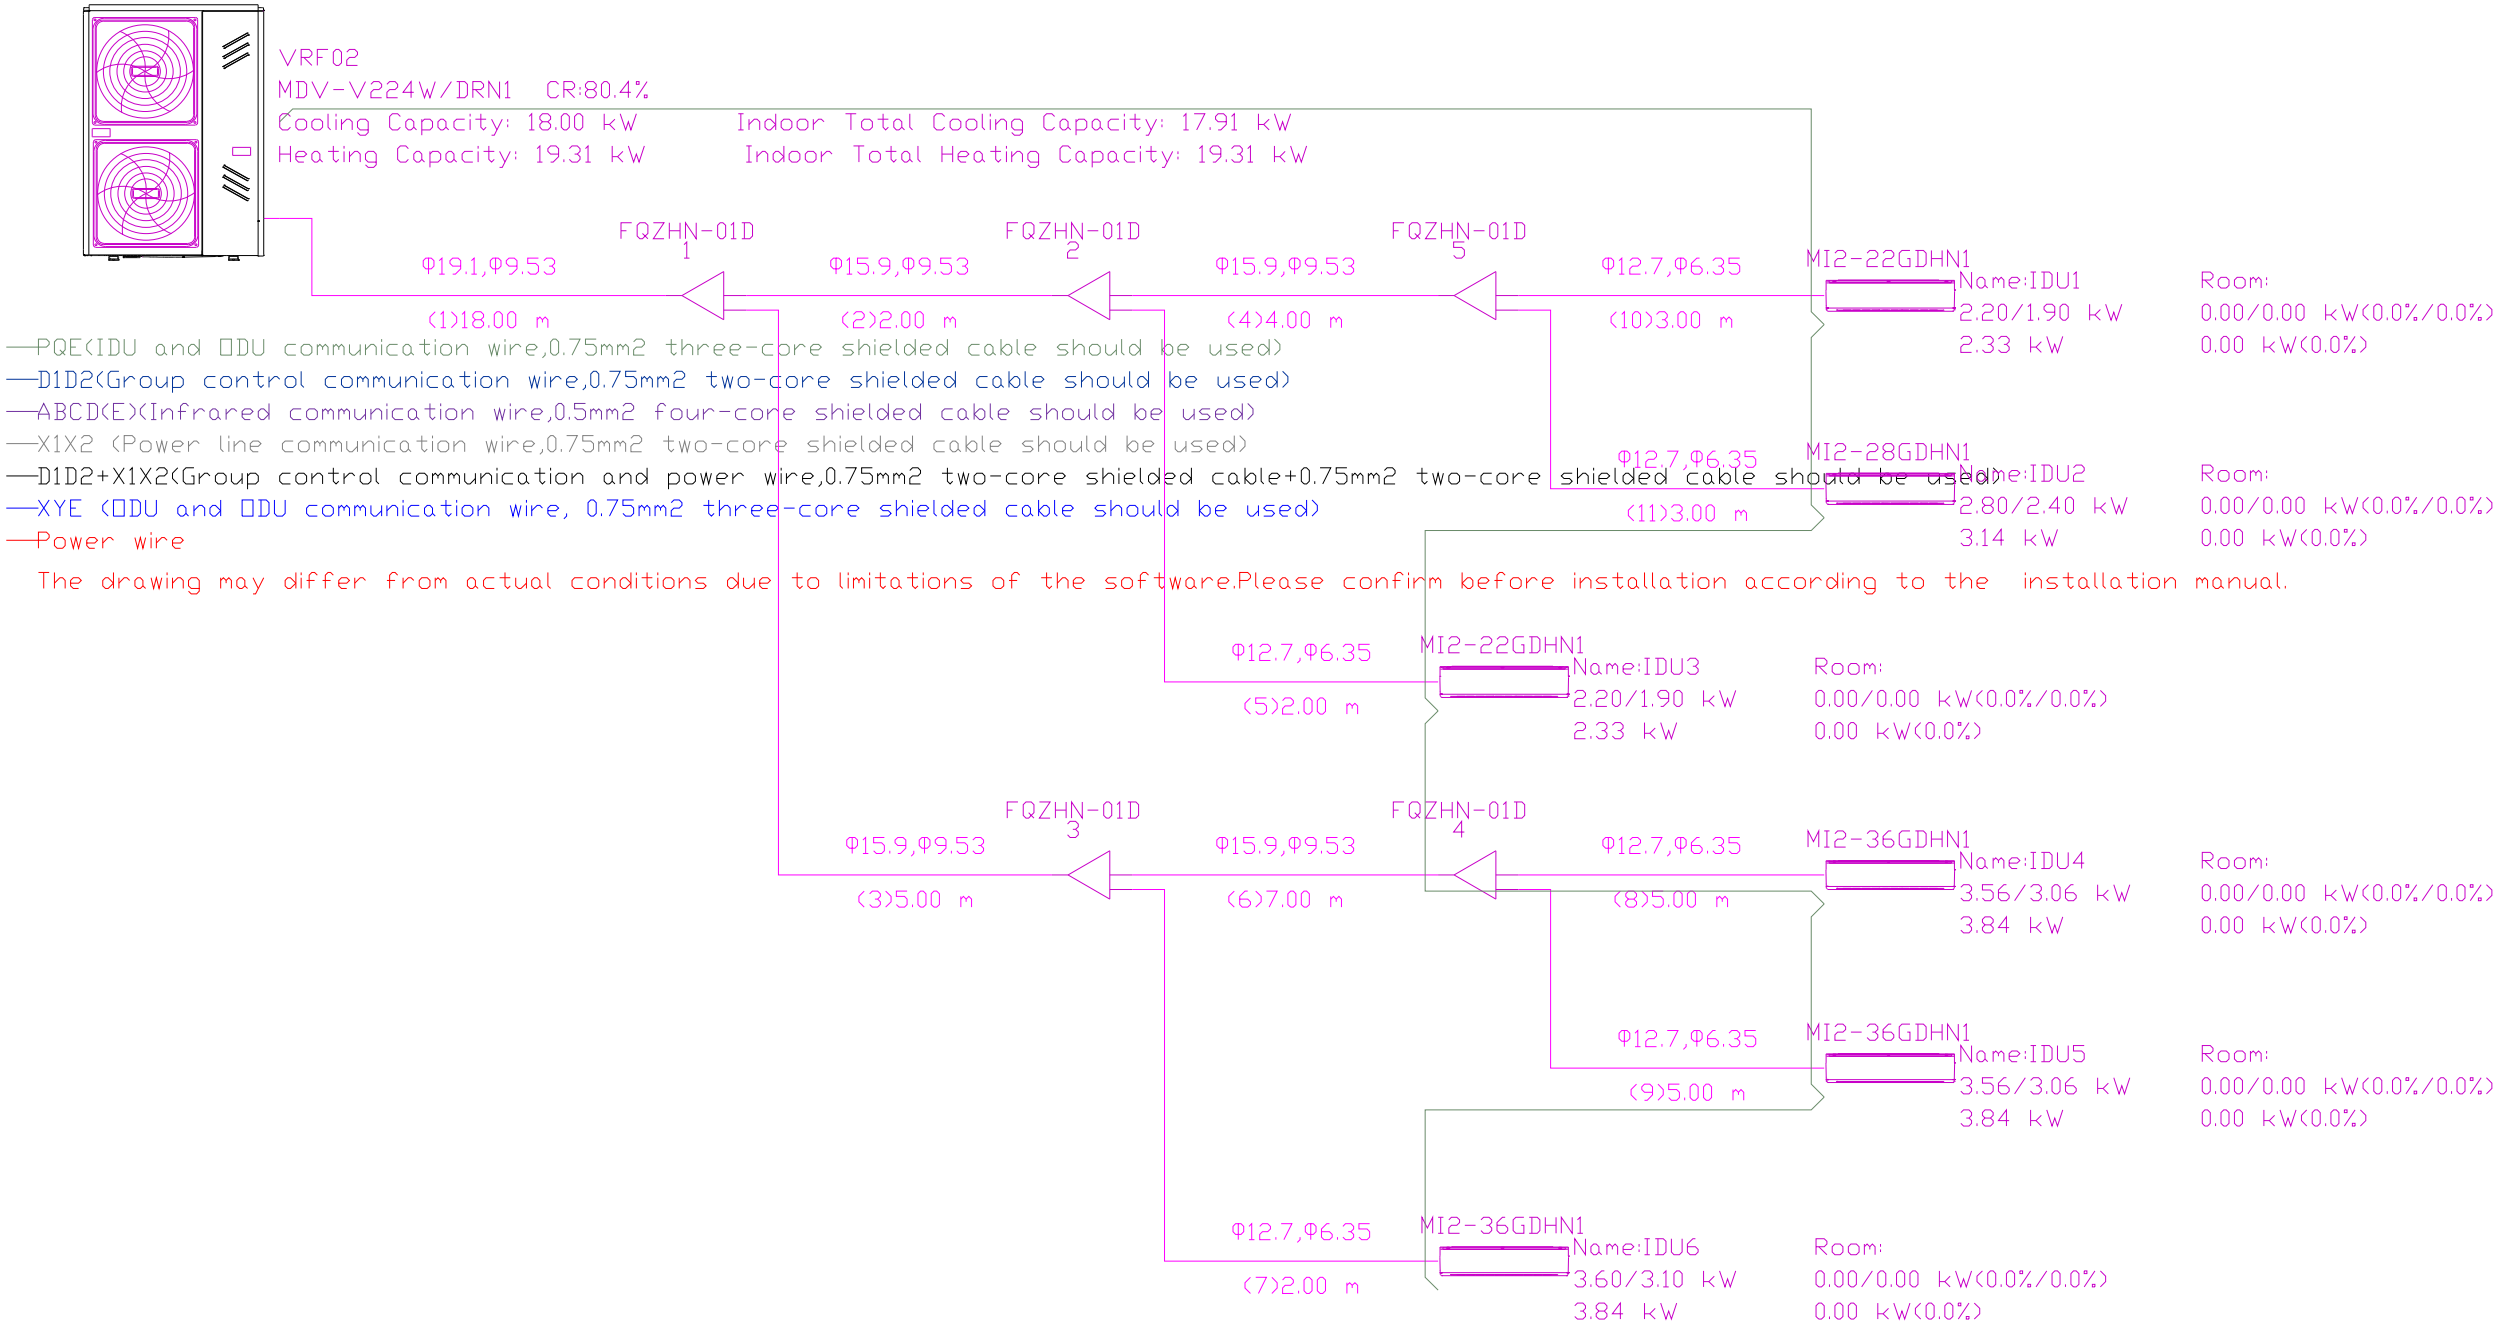 VRF02
MDV-V224W/DRN1 CR:80.4%
Cooling Capacity: 18.00 kW Indoor Total Cooling Capacity: 17.91 kW
Heating Capacity: 19.31 kW Indoor Total Heating Capacity: 19.31 kW
FQZHN-01D
1
FQZHN-01D
2
FQZHN-01D
5
Φ19.1,Φ9.53
(1)18.00 m
Φ15.9,Φ9.53
(2)2.00 m
Φ15.9,Φ9.53
(4)4.00 m
Φ12.7,Φ6.35
(10)3.00 m
MI2-22GDHN1
Name:IDU1 Room:
2.20/1.90 kW 0.00/0.00 kW(0.0%/0.0%)
2.33 kW 0.00 kW(0.0%)
PQE(IDU and □DU communication wire,0.75mm2 three-core shielded cable should be used)
D1D2(Group control communication wire,0.75mm2 two-core shielded cable should be used)
ABCD(E)(Infrared communication wire,0.5mm2 four-core shielded cable should be used)
X1X2 (Power line communication wire,0.75mm2 two-core shielded cable should be used)
D1D2+X1X2(Group control communication and power wire,0.75mm2 two-core shielded cable+0.75mm2 two-core shielded cable should be used)
XYE (□DU and □DU communication wire, 0.75mm2 three-core shielded cable should be used)
Power wire
The drawing may differ from actual conditions due to limitations of the software.Please confirm before installation according to the installation manual.
Φ12.7,Φ6.35
(11)3.00 m
MI2-28GDHN1
Name:IDU2 Room:
2.80/2.40 kW 0.00/0.00 kW(0.0%/0.0%)
3.14 kW 0.00 kW(0.0%)
Φ12.7,Φ6.35
(5)2.00 m
MI2-22GDHN1
Name:IDU3 Room:
2.20/1.90 kW 0.00/0.00 kW(0.0%/0.0%)
2.33 kW 0.00 kW(0.0%)
FQZHN-01D
3
FQZHN-01D
4
Φ15.9,Φ9.53
(3)5.00 m
Φ15.9,Φ9.53
(6)7.00 m
Φ12.7,Φ6.35
(8)5.00 m
MI2-36GDHN1
Name:IDU4 Room:
3.56/3.06 kW 0.00/0.00 kW(0.0%/0.0%)
3.84 kW 0.00 kW(0.0%)
Φ12.7,Φ6.35
(9)5.00 m
MI2-36GDHN1
Name:IDU5 Room:
3.56/3.06 kW 0.00/0.00 kW(0.0%/0.0%)
3.84 kW 0.00 kW(0.0%)
Φ12.7,Φ6.35
(7)2.00 m
MI2-36GDHN1
Name:IDU6 Room:
3.60/3.10 kW 0.00/0.00 kW(0.0%/0.0%)
3.84 kW 0.00 kW(0.0%)